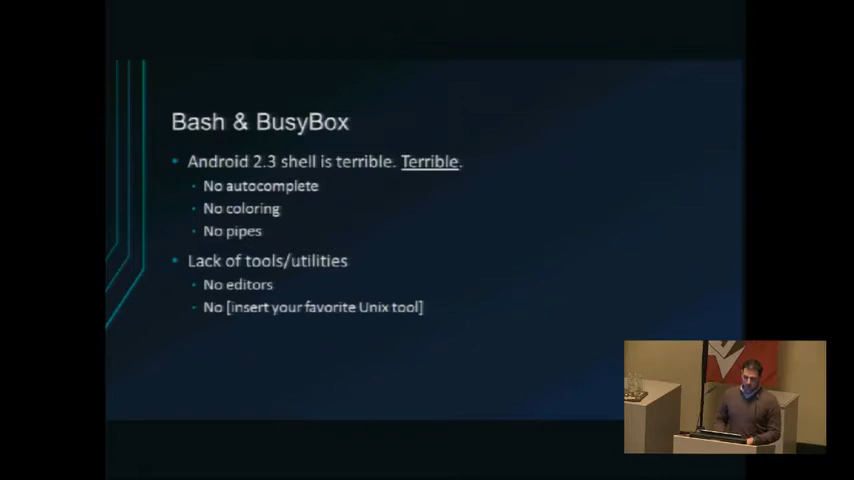 Bash & BusyBox
Android 2.3 shell is terrible. Terrible.
No autocomplete
No coloring
No pipes
Lack of tools/utilities
No editors
No [insert your favorite Unix tool]